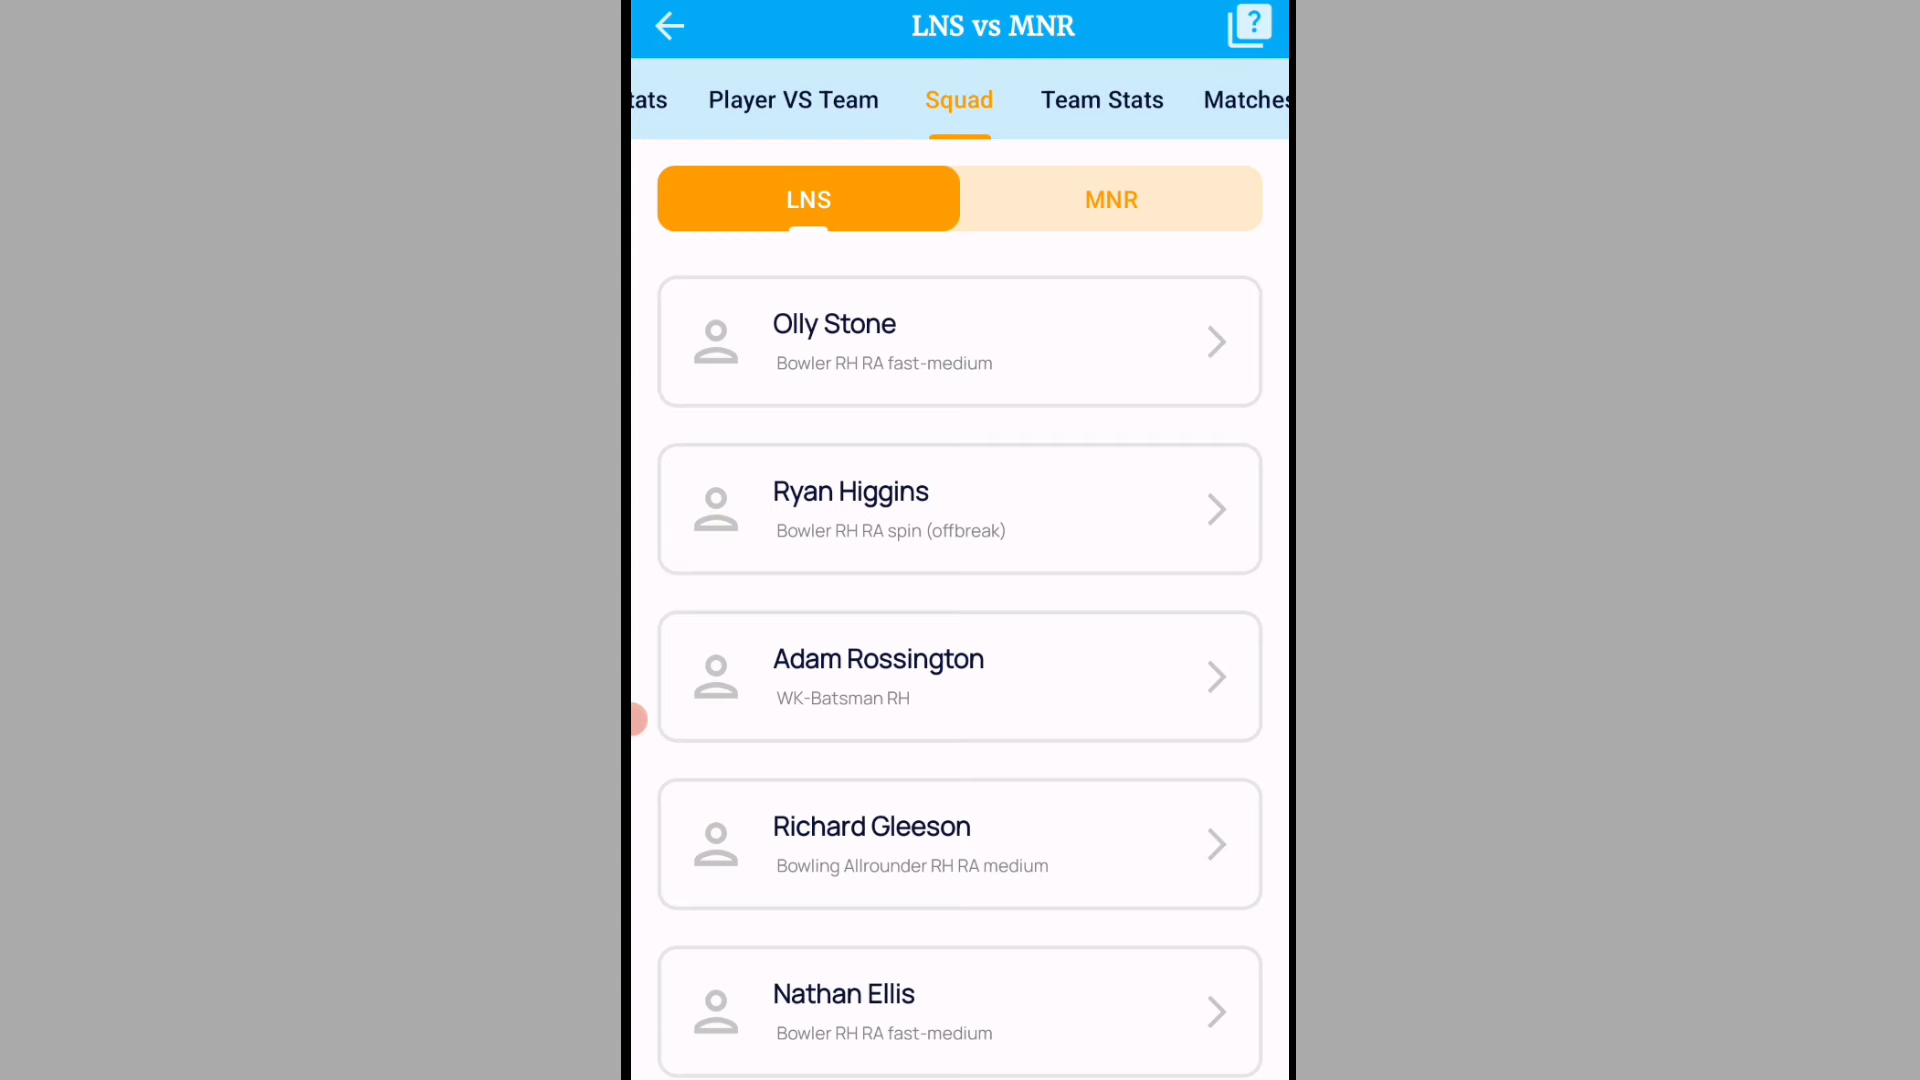 LNS vs MNR
?
tats Player VS Team Squad Team Stats Matches
LNS MNR
Olly Stone
Bowler RH RA fast-medium
Ryan Higgins
Bowler RH RA spin (offbreak)
Adam Rossington
WK-Batsman RH
Richard Gleeson
Bowling Allrounder RH RA medium
Nathan Ellis
Bowler RH RA fast-medium